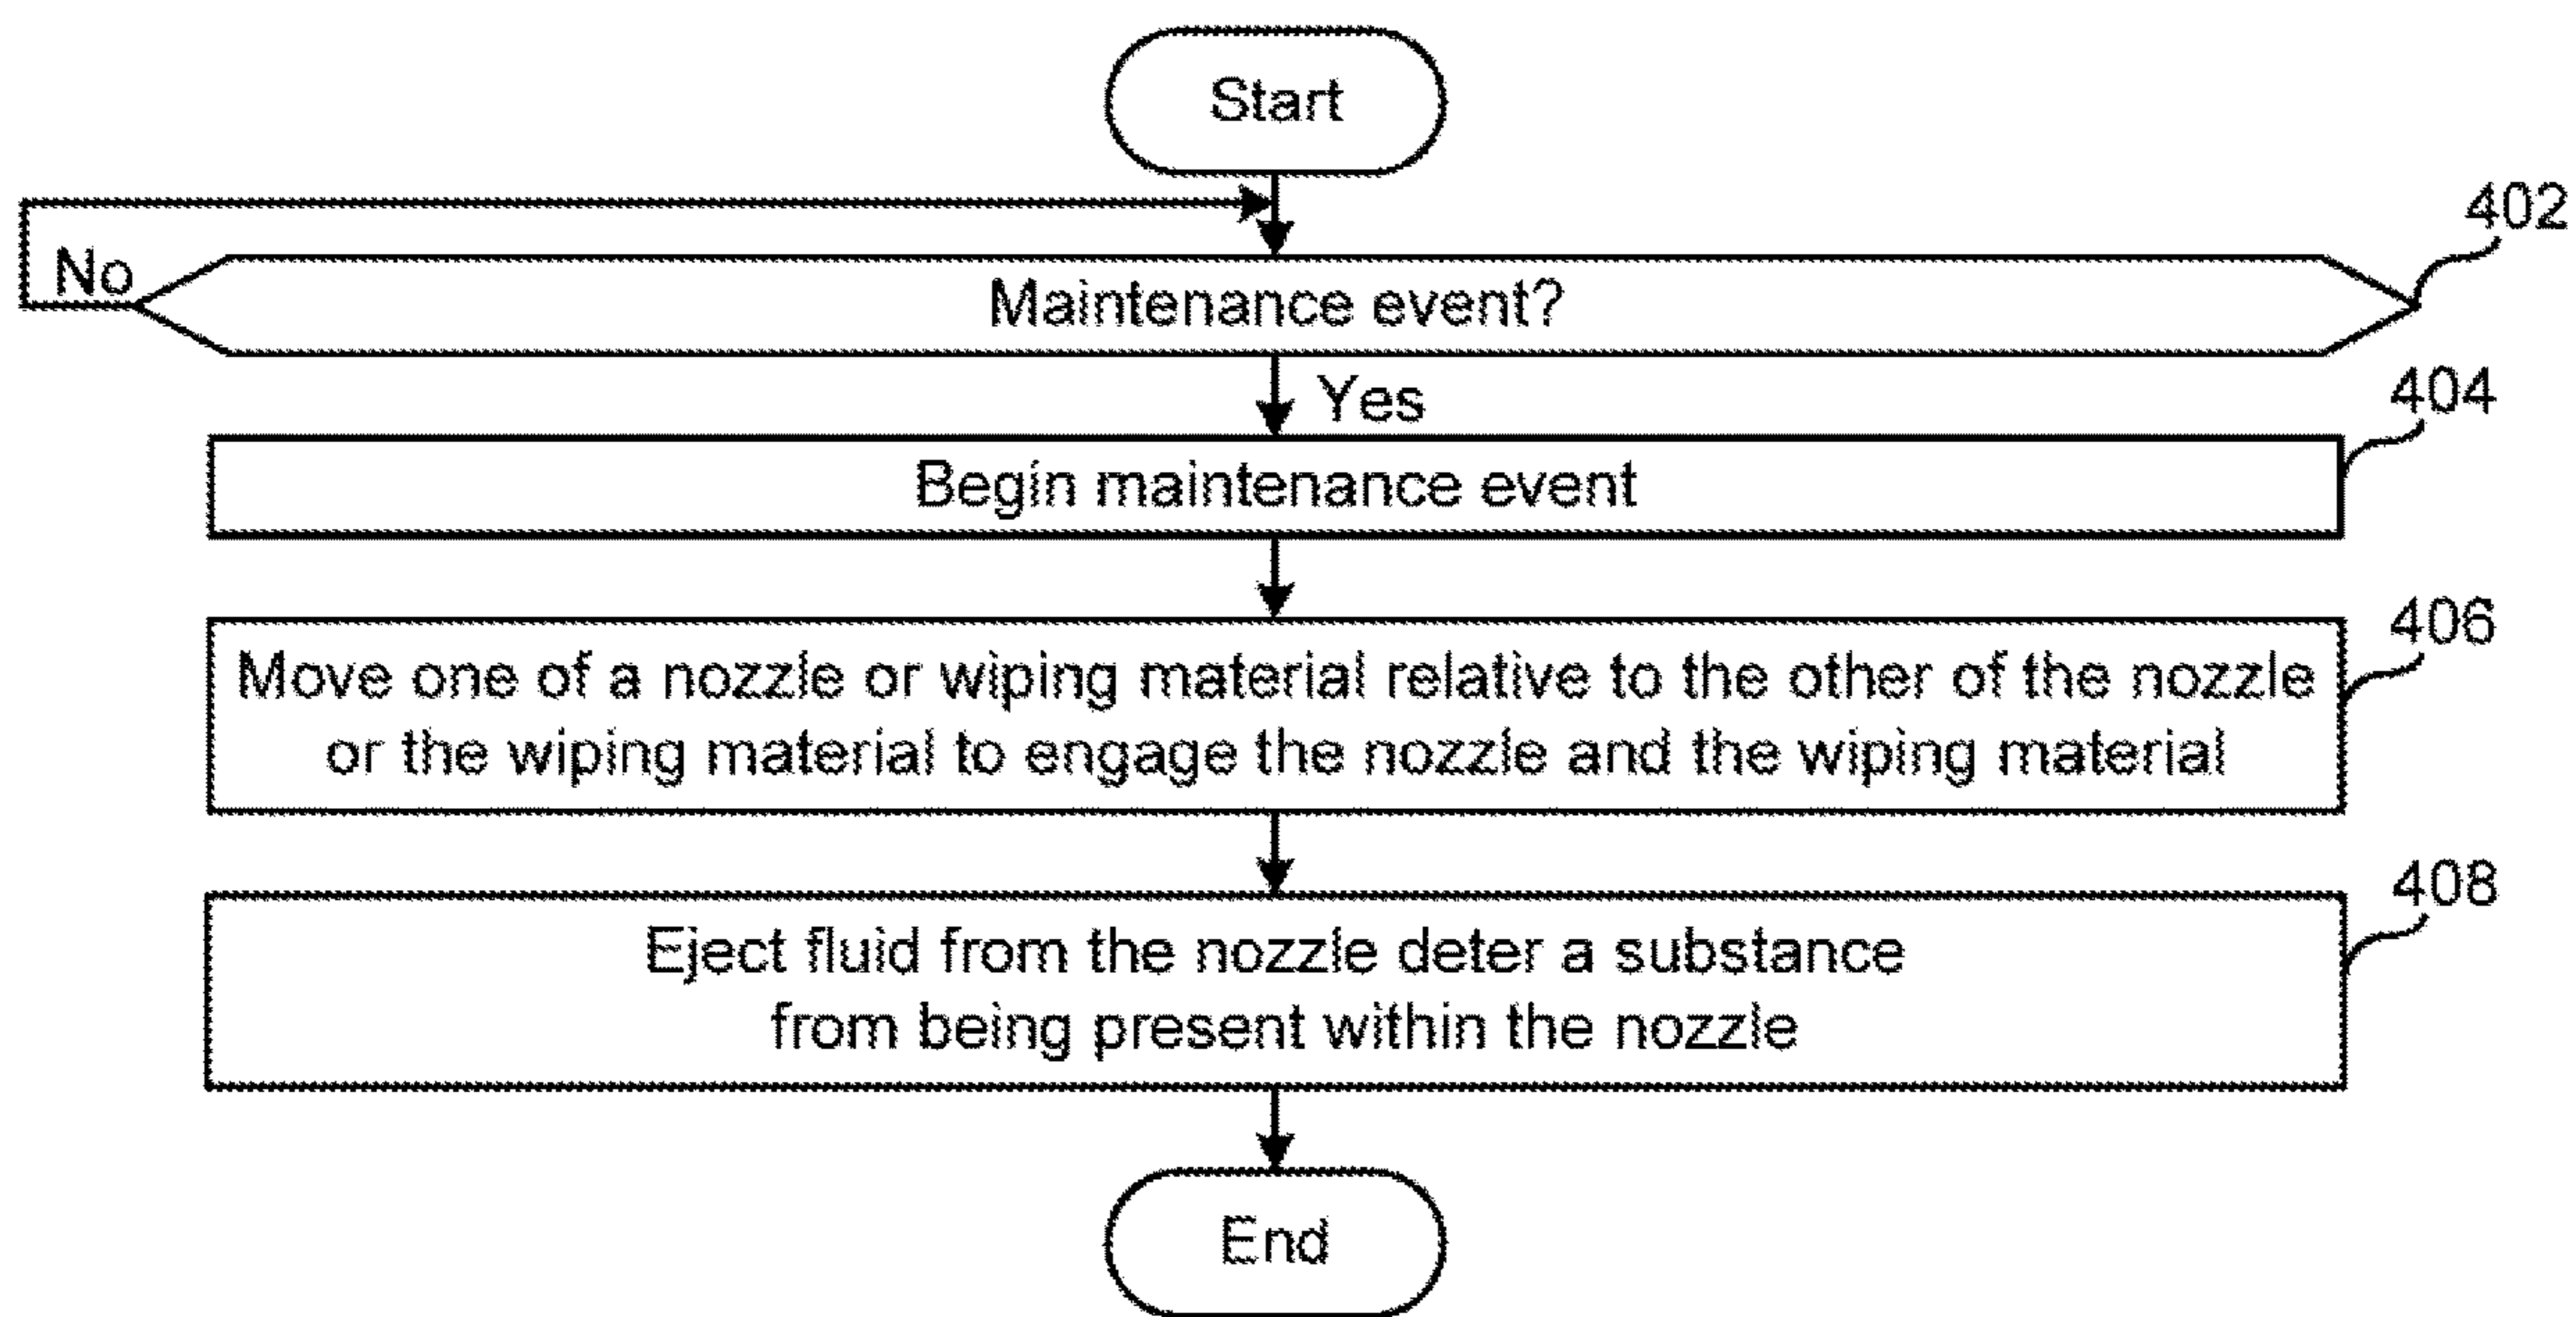 Start
402
No
Maintenance event?
Yes
404
Begin maintenance event
406
Move one of a nozzle or wiping material relative to the other of the nozzle
or the wiping material to engage the nozzle and the wiping material
408
Eject fluid from the nozzle deter a substance
from being present within the nozzle
End